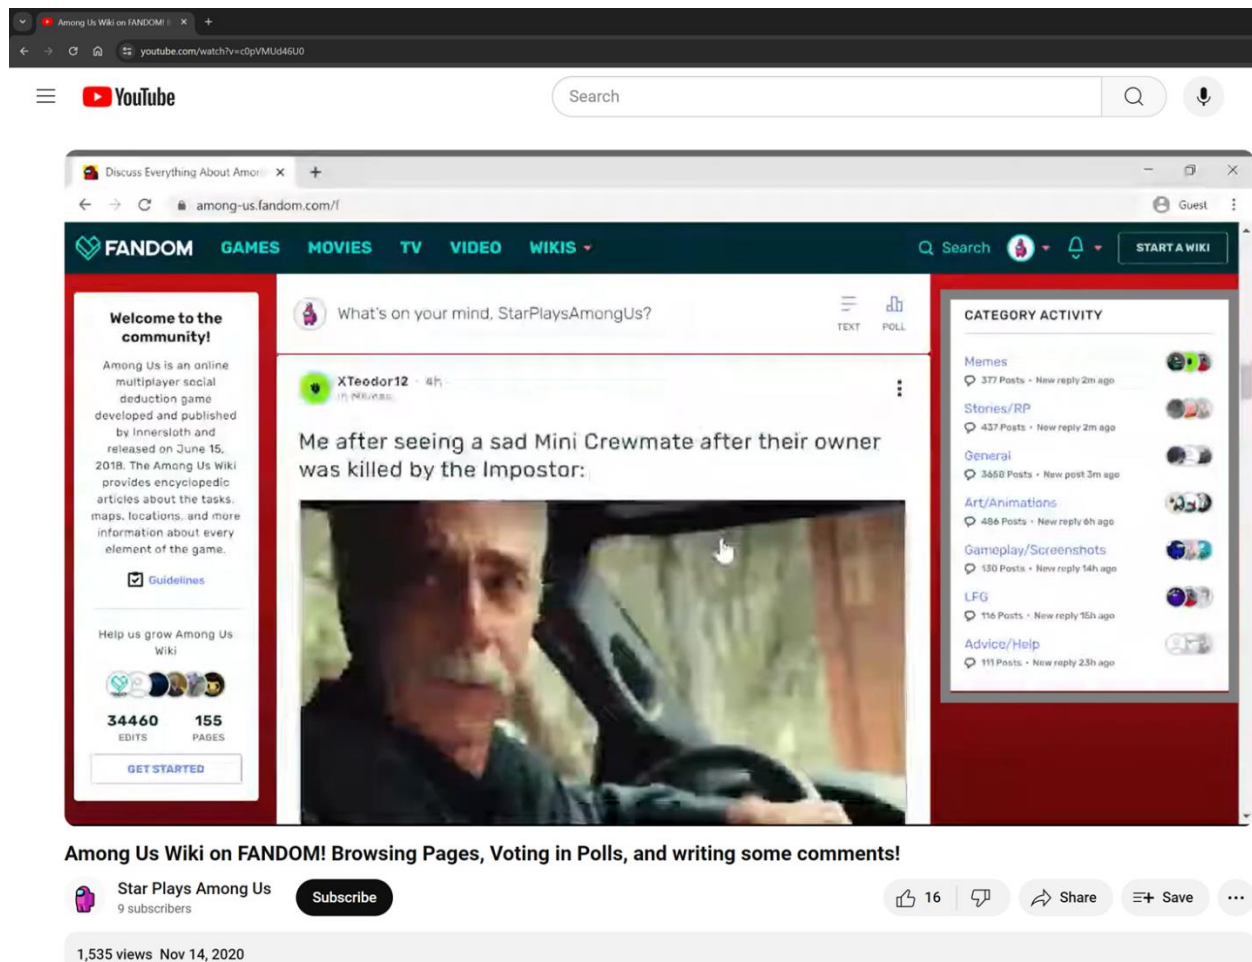 Among Us Wiki on FANDOM!
youtube.com/watch?v=c0pVMUd46U0
YouTube
Search
Discuss Everything About Amon
among-us.fandom.com/f
Guest
FANDOM GAMES MOVIES TV VIDEO WIKIS
Search
START A WIKI
Welcome to the
community!
Among Us is an online
multiplayer social
deduction game
developed and published
by Innersloth and
released on June 15,
2018. The Among Us Wiki
provides encyclopedic
articles about the tasks,
maps, locations, and more
information about every
element of the game.
Guidelines
Help us grow Among Us
Wiki
34460 155
EDITS PAGES
GET STARTED
What's on your mind, StarPlaysAmongUs?
TEXT POLL
XTeodor12 · 4h
Me after seeing a sad Mini Crewmate after their owner
was killed by the Impostor:
CATEGORY ACTIVITY
Memes
377 Posts • New reply 2m ago
Stories/RP
437 Posts • New reply 2m ago
General
3658 Posts • New post 3m ago
Art/Animations
486 Posts • New reply 6h ago
Gameplay/Screenshots
130 Posts • New reply 14h ago
LFG
116 Posts • New reply 15h ago
Advice/Help
111 Posts • New reply 23h ago
Among Us Wiki on FANDOM! Browsing Pages, Voting in Polls, and writing some comments!
Star Plays Among Us
9 subscribers
Subscribe
16
Share
Save
1,535 views Nov 14, 2020